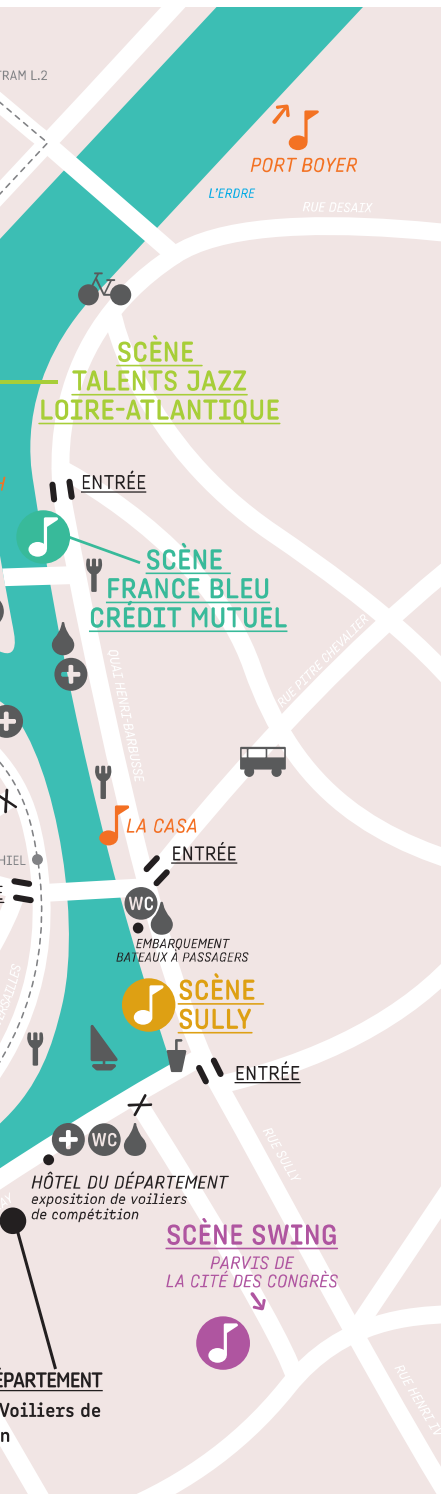 TRAM L.2
PORT BOYER
L'ERDRE
RUE DESAIX
SCÈNE
TALENTS JAZZ
LOIRE-ATLANTIQUE
ENTRÉE
SCÈNE
FRANCE BLEU
CRÉDIT MUTUEL
QUAI HENRI-BARBUSSE
RUE PITRE CHEVALIER
LA CASA
ENTRÉE
HIEL
WC
EMBARQUEMENT
BATEAUX À PASSAGERS
SCÈNE
SULLY
ERSAILLES
ENTRÉE
WC
RUE SULLY
HÔTEL DU DÉPARTEMENT
exposition de voiliers
de compétition
AY
SCÈNE SWING
PARVIS DE
LA CITÉ DES CONGRÈS
ÉPARTEMENT
Voiliers de
n
RUE HENRI IV